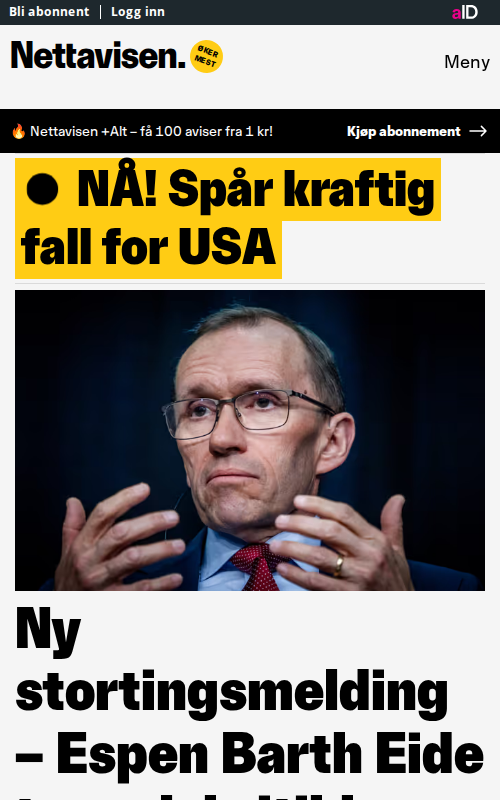 Bli abonnent | Logg inn
aID
Nettavisen.
ØKER
MEST
Meny
🔥 Nettavisen +Alt – få 100 aviser fra 1 kr!
Kjøp abonnement →
● NÅ! Spår kraftig
fall for USA
Ny
stortingsmelding
– Espen Barth Eide